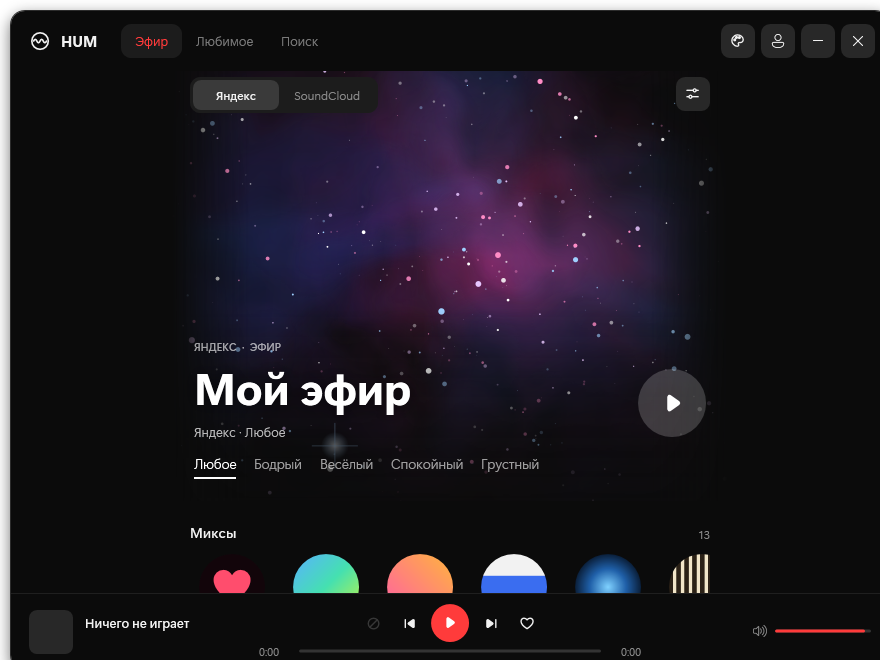 HUM
Эфир Любимое Поиск
Яндекс SoundCloud
ЯНДЕКС · ЭФИР
Мой эфир
Яндекс · Любое
Любое Бодрый Весёлый Спокойный Грустный
Миксы 13
Ничего не играет
0:00 0:00